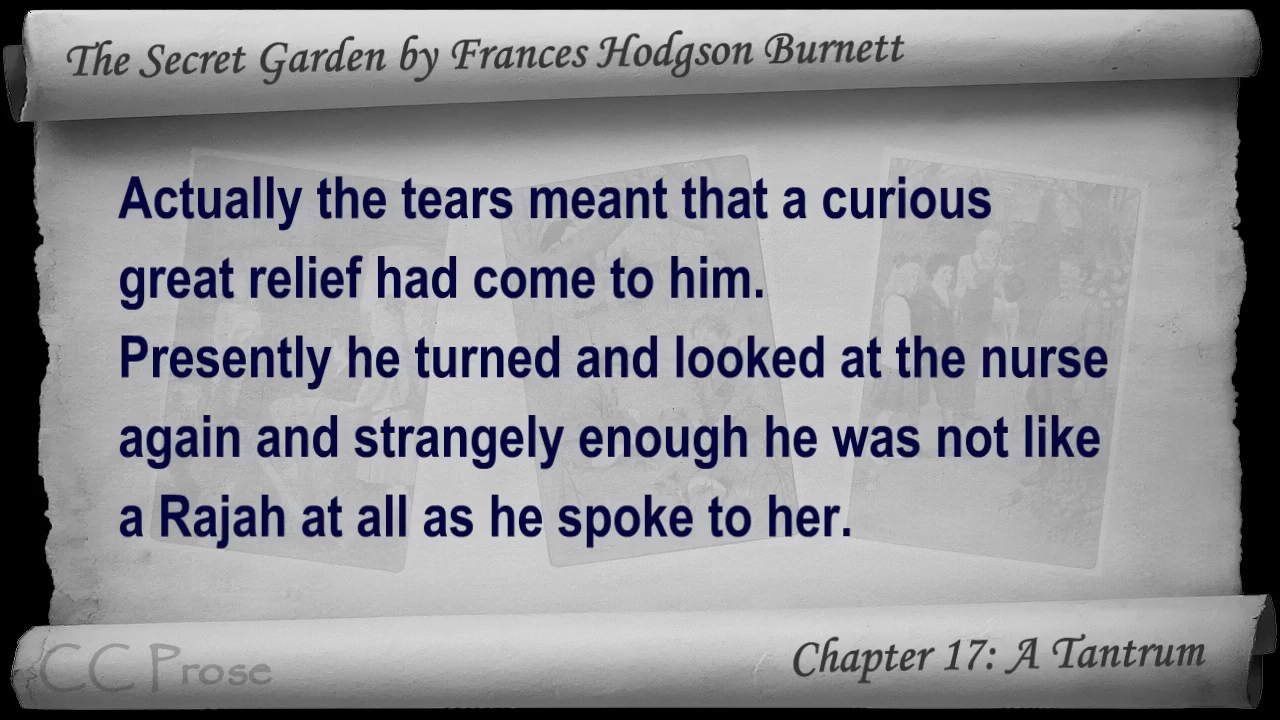 The Secret Garden by Frances Hodgson Burnett
Actually the tears meant that a curious
great relief had come to him.
Presently he turned and looked at the nurse
again and strangely enough he was not like
a Rajah at all as he spoke to her.
CC Prose
Chapter 17: A Tantrum